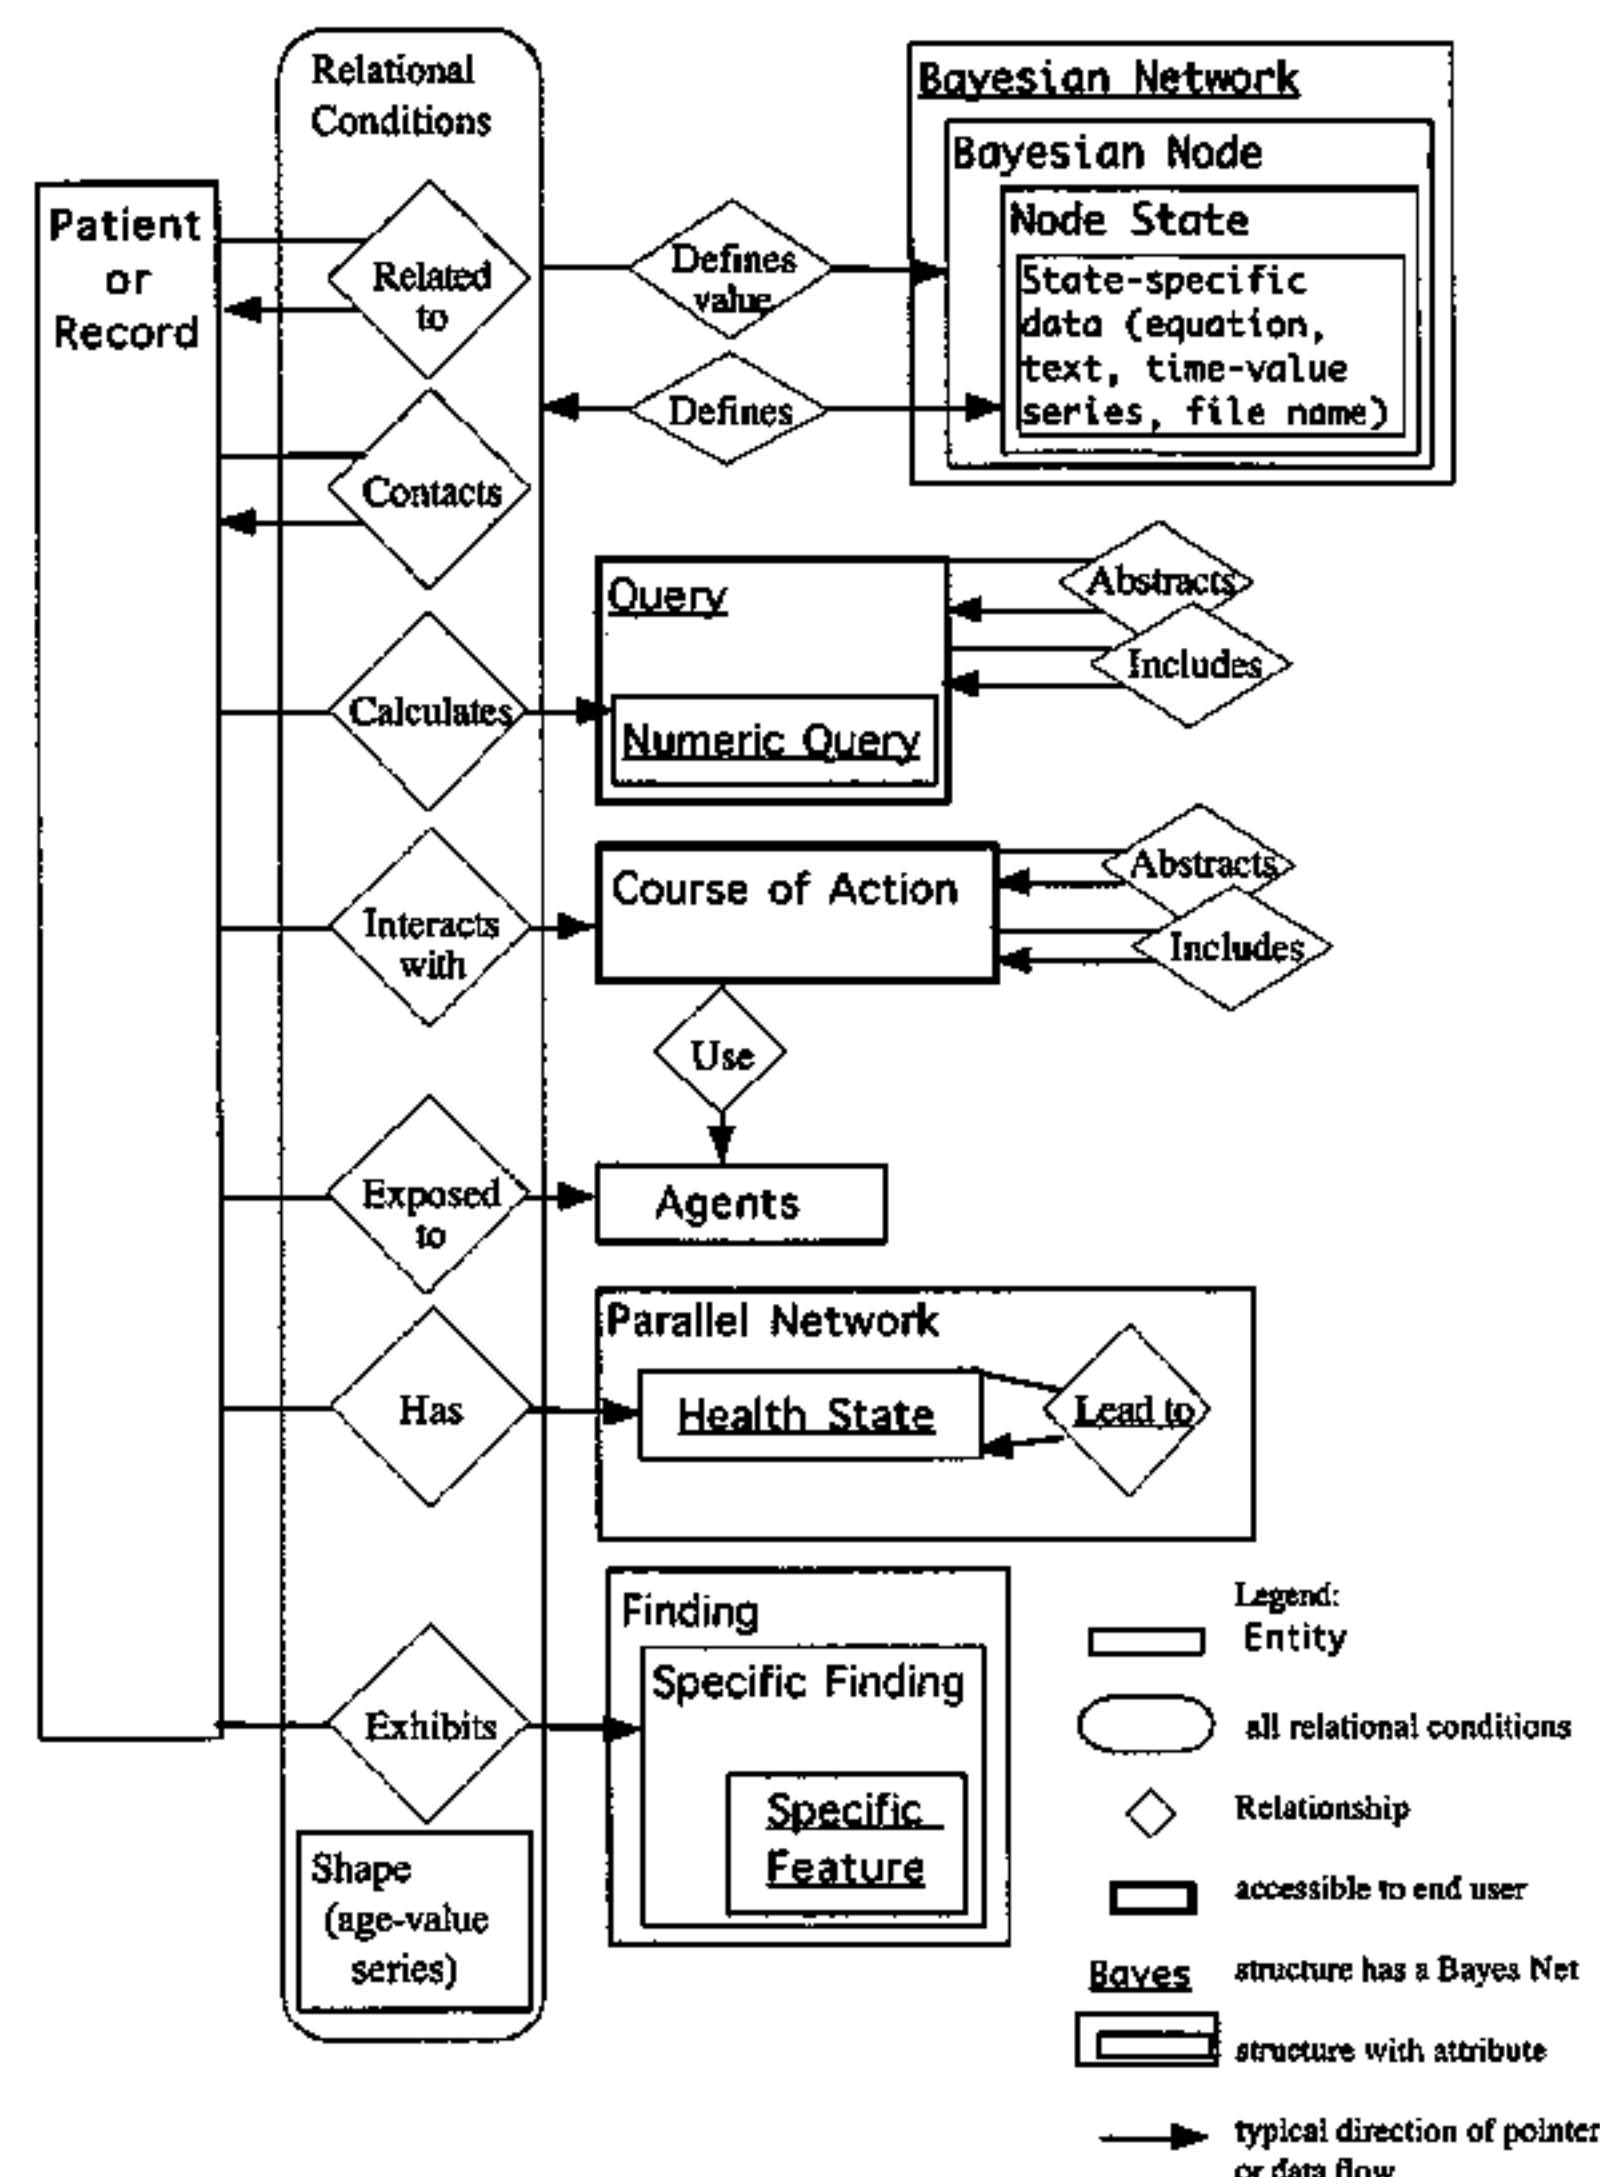 Relational
Conditions
Patient
or
Record
Related
to
Contacts
Calculates
Interacts
with
Exposed
to
Has
Exhibits
Shape
(age-value
series)
Defines
value
Defines
Bayesian Network
Bayesian Node
Node State
State-specific
data (equation,
text, time-value
series, file name)
Query
Numeric Query
Abstracts
Includes
Course of Action
Abstracts
Includes
Use
Agents
Parallel Network
Health State
Lead to
Finding
Specific Finding
Specific
Feature
Legend:
Entity
all relational conditions
Relationship
accessible to end user
Bayes
structure has a Bayes Net
structure with attribute
typical direction of pointer
or data flow